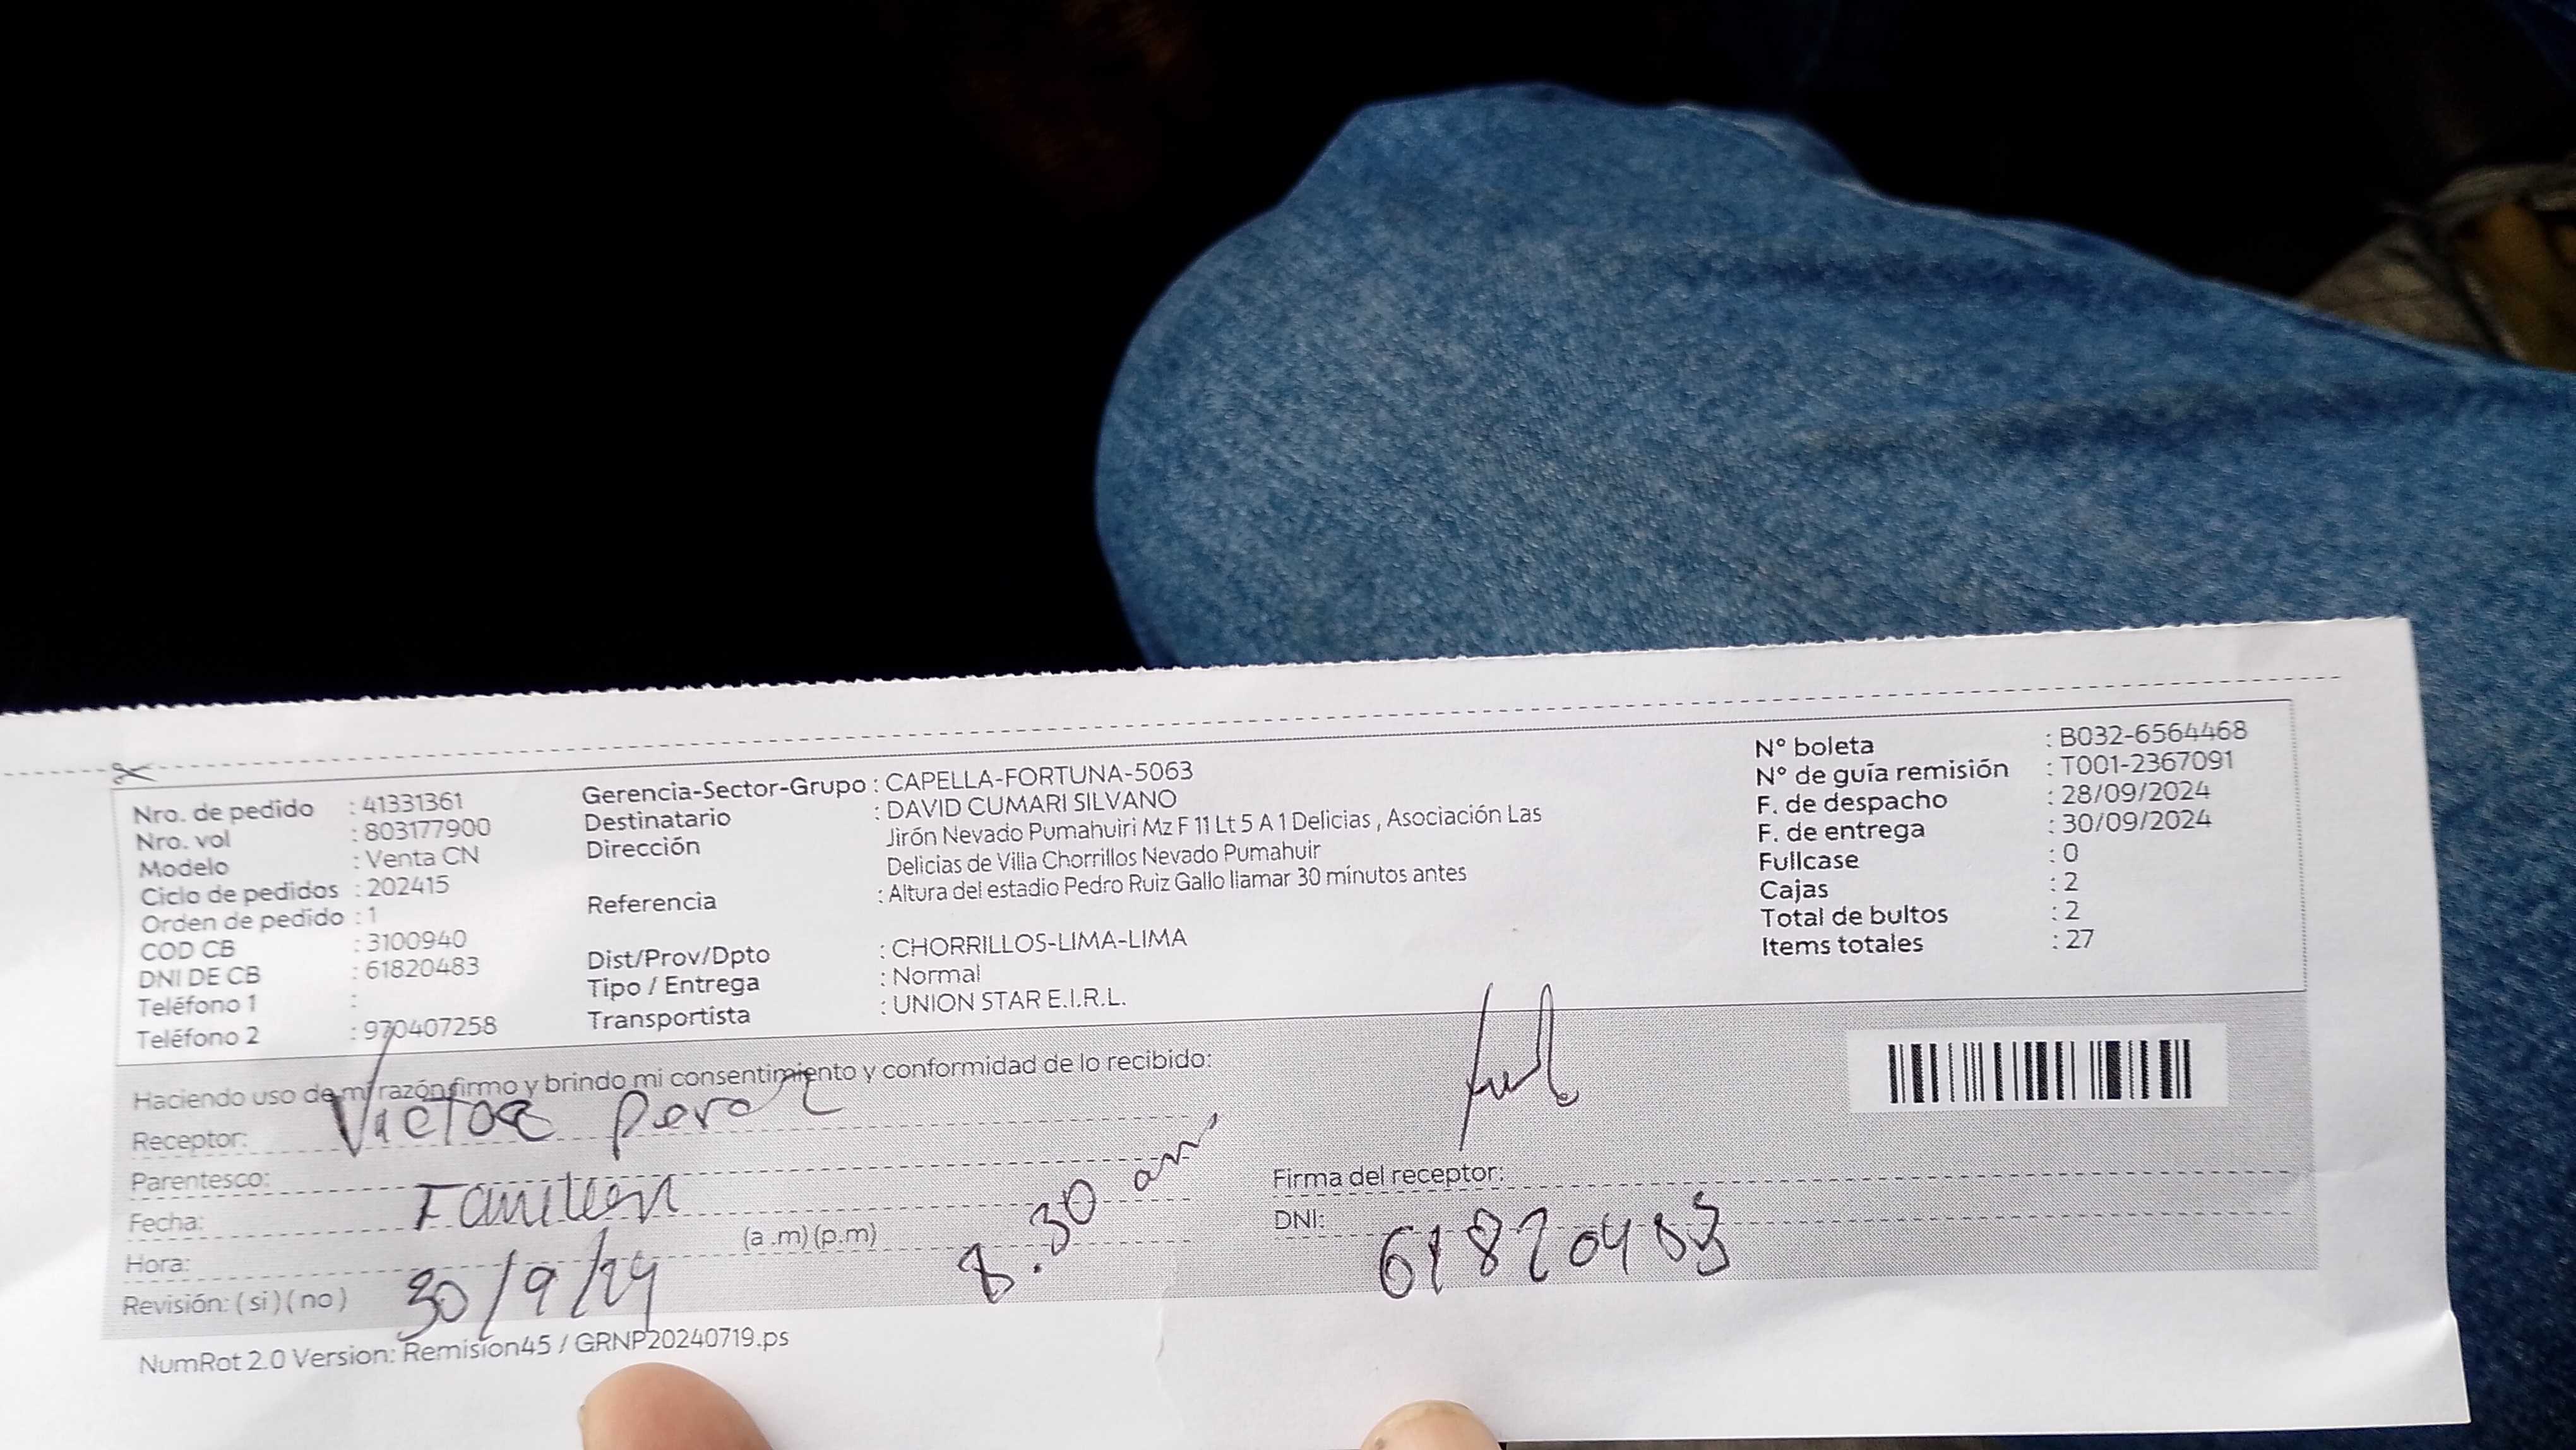 Nro. de pedido : 41331361
Nro. vol : 803177900
Modelo : Venta CN
Ciclo de pedidos : 202415
Orden de pedido : 1
COD CB : 3100940
DNI DE CB : 61820483
Teléfono 1 :
Teléfono 2 : 970407258
Gerencia-Sector-Grupo : CAPELLA-FORTUNA-5063
Destinatario : DAVID CUMARI SILVANO
Dirección Jirón Nevado Pumahuiri Mz F 11 Lt 5 A 1 Delicias , Asociación Las
Delicias de Villa Chorrillos Nevado Pumahuir
Referencia : Altura del estadio Pedro Ruiz Gallo llamar 30 minutos antes
Dist/Prov/Dpto : CHORRILLOS-LIMA-LIMA
Tipo / Entrega : Normal
Transportista : UNION STAR E.I.R.L.
N° boleta : B032-6564468
N° de guía remisión : T001-2367091
F. de despacho : 28/09/2024
F. de entrega : 30/09/2024
Fullcase : 0
Cajas : 2
Total de bultos : 2
Items totales : 27
Haciendo uso de mi razón firmo y brindo mi consentimiento y conformidad de lo recibido:
Receptor: Victor Perez
Parentesco:
Fecha:
Hora: (a .m) (p.m) 8.30 am
Revisión: ( si ) ( no ) 30/9/24
Firma del receptor:
DNI: 61820483
NumRot 2.0 Version: Remision45 / GRNP20240719.ps